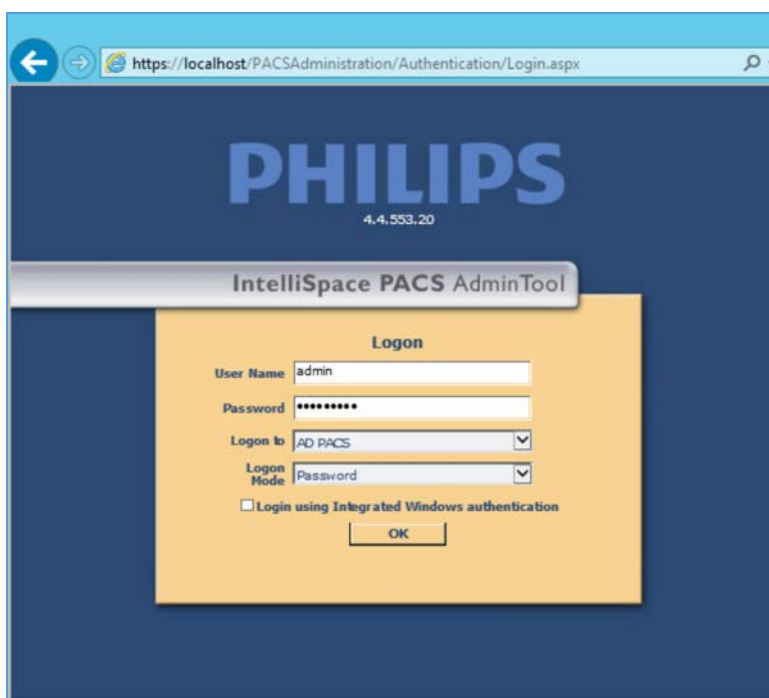 https://localhost/PACSAdministration/Authentication/Login.aspx
PHILIPS
4.4.553.20
IntelliSpace PACS AdminTool
Logon
User Name admin
Password •••••••••
Logon to AD PACS
Logon
Mode Password
Login using Integrated Windows authentication
OK